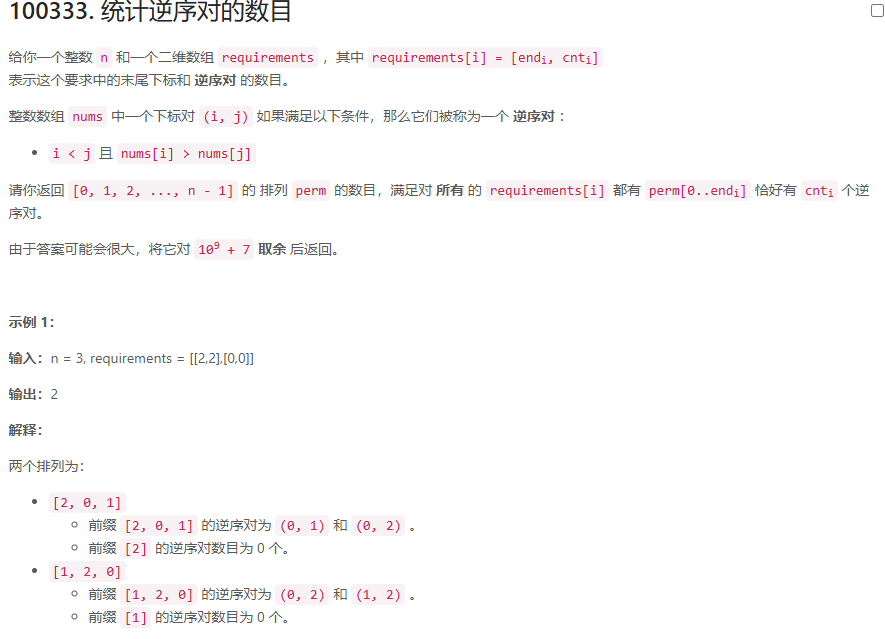 100333. 统计逆序对的数目
给你一个整数 n 和一个二维数组 requirements ，其中 requirements[i] = [endᵢ, cntᵢ]
表示这个要求中的末尾下标和 逆序对 的数目。
整数数组 nums 中一个下标对 (i, j) 如果满足以下条件，那么它们被称为一个 逆序对 ：
• i < j 且 nums[i] > nums[j]
请你返回 [0, 1, 2, ..., n - 1] 的 排列 perm 的数目，满足对 所有 的 requirements[i] 都有 perm[0..endᵢ] 恰好有 cntᵢ 个逆
序对。
由于答案可能会很大，将它对 10⁹ + 7 取余 后返回。
示例 1：
输入：n = 3, requirements = [[2,2],[0,0]]
输出：2
解释：
两个排列为：
• [2, 0, 1]
◦ 前缀 [2, 0, 1] 的逆序对为 (0, 1) 和 (0, 2) 。
◦ 前缀 [2] 的逆序对数目为 0 个。
• [1, 2, 0]
◦ 前缀 [1, 2, 0] 的逆序对为 (0, 2) 和 (1, 2) 。
◦ 前缀 [1] 的逆序对数目为 0 个。